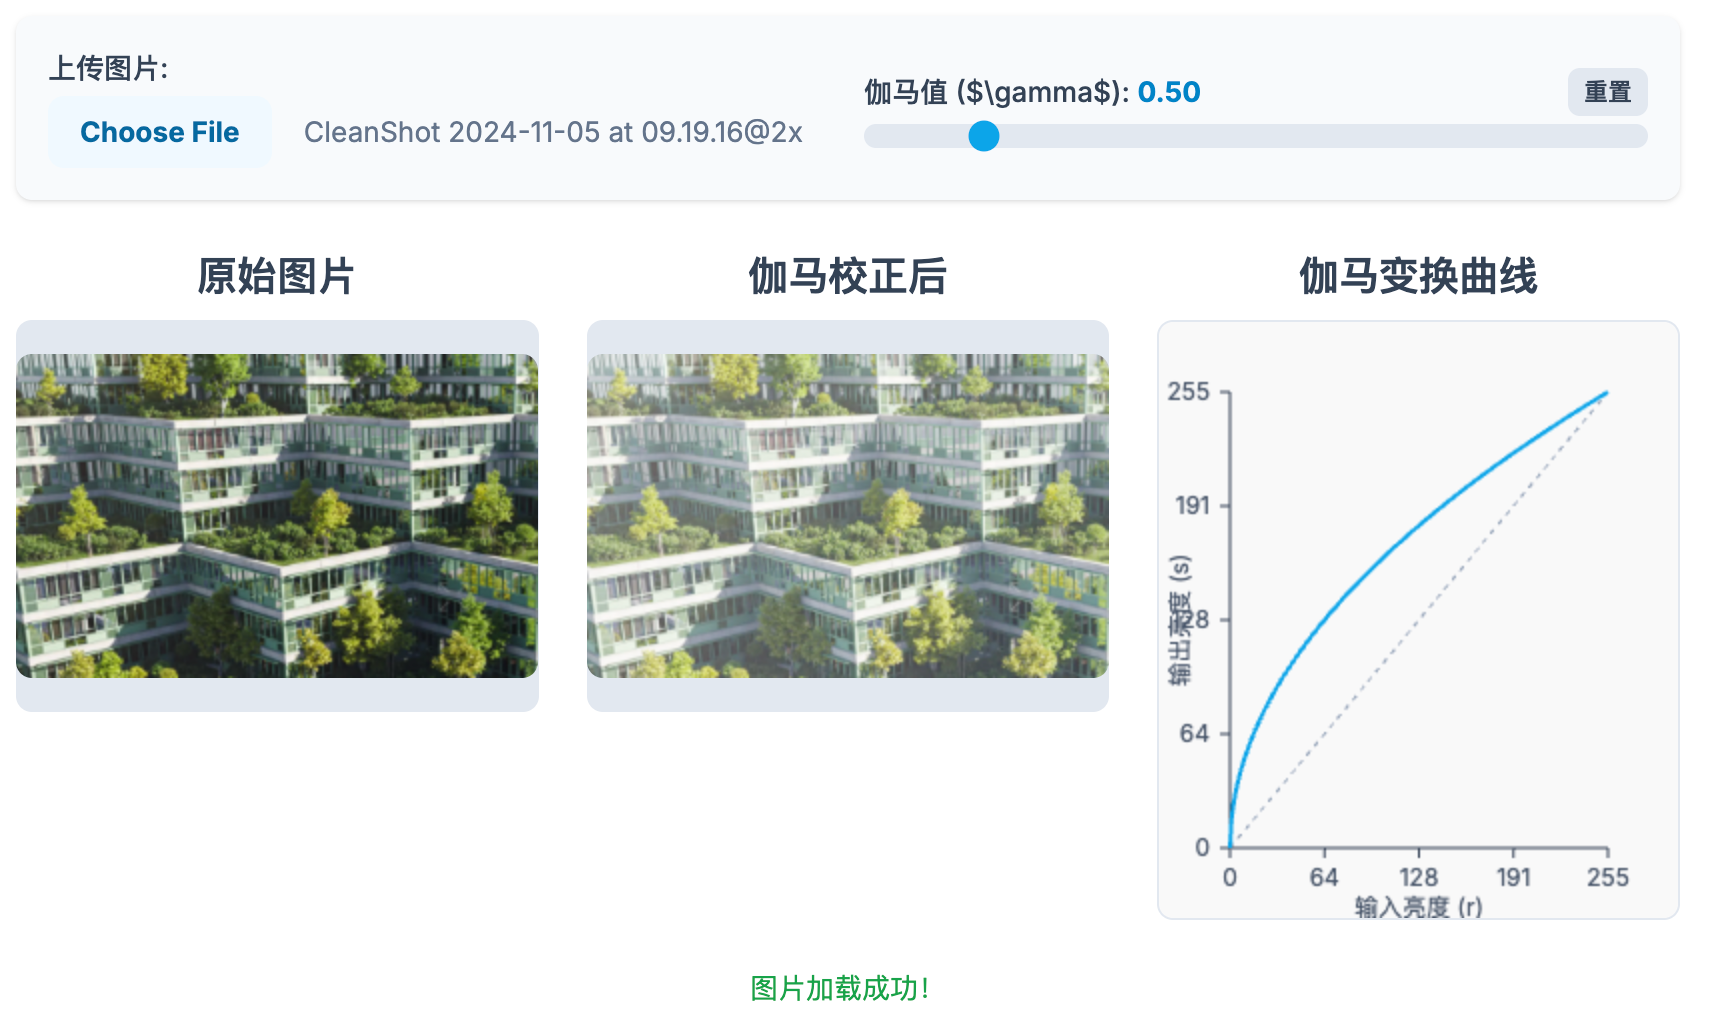 上传图片:
Choose File CleanShot 2024-11-05 at 09.19.16@2x
伽马值 ($\gamma$): 0.50
重置
原始图片
伽马校正后
伽马变换曲线
255
191
28
64
0
输出亮度 (s)
0 64 128 191 255
输入亮度 (r)
图片加载成功!